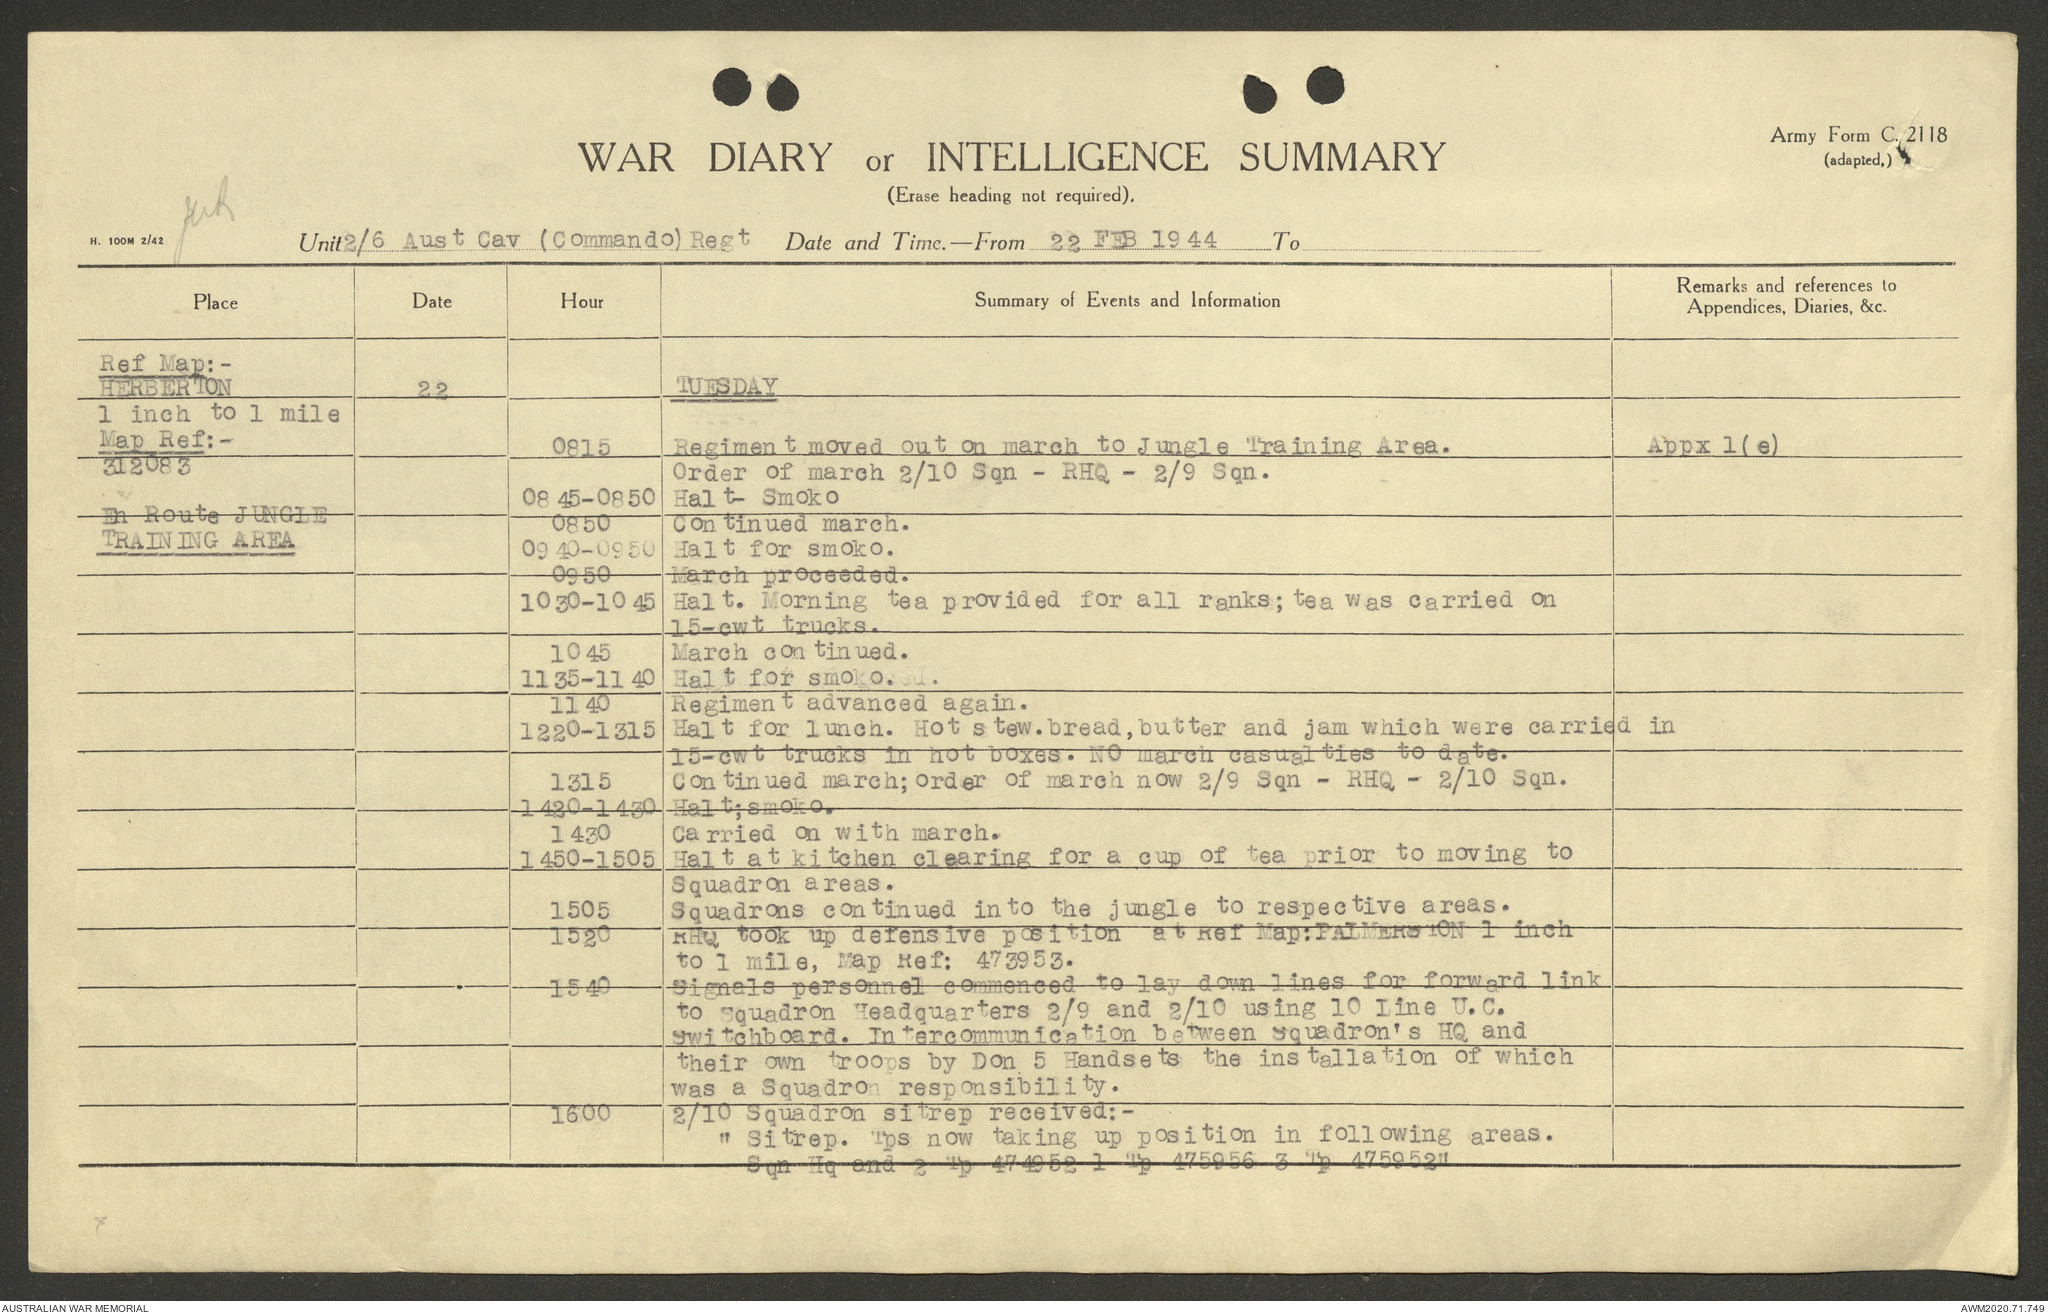 Army Form C. 2118
(adapted,)
WAR DIARY or INTELLIGENCE SUMMARY
(Erase heading not required).
H. 100M 2/42
Unit 2/6 Aust Cav (Commando) Regt Date and Time.—From 22 FEB 1944 To
Place Date Hour Summary of Events and Information Remarks and references to Appendices, Diaries, &c.
Ref Map:-
HERBERTON 22 TUESDAY
1 inch to 1 mile
Map Ref:- 0815 Regiment moved out on march to Jungle Training Area. Appx 1(e)
312083 Order of march 2/10 Sqn - RHQ - 2/9 Sqn.
0845-0850 Halt- Smoko
En Route JUNGLE 0850 Continued march.
TRAINING AREA 0940-0950 Halt for smoko.
0950 March proceeded.
1030-1045 Halt. Morning tea provided for all ranks; tea was carried on
15-cwt trucks.
1045 March continued.
1135-1140 Halt for smoko.
1140 Regiment advanced again.
1220-1315 Halt for lunch. Hot stew.bread,butter and jam which were carried in
15-cwt trucks in hot boxes. NO march casualties to date.
1315 Continued march;order of march now 2/9 Sqn - RHQ - 2/10 Sqn.
1420-1430 Halt;smoko.
1430 Carried on with march.
1450-1505 Halt at kitchen clearing for a cup of tea prior to moving to
Squadron areas.
1505 Squadrons continued into the jungle to respective areas.
1520 RHQ took up defensive position at Ref Map:PALMERSTON 1 inch
to 1 mile, Map Ref: 473953.
1540 Signals personnel commenced to lay down lines for forward link
to Squadron Headquarters 2/9 and 2/10 using 10 Line U.C.
Switchboard. Intercommunication between Squadron's HQ and
their own troops by Don 5 Handsets the installation of which
was a Squadron responsibility.
1600 2/10 Squadron sitrep received:-
" Sitrep. Tps now taking up position in following areas.
Sqn Hq and 2 Tp 474952 1 Tp 475956 3 Tp 475952"
AUSTRALIAN WAR MEMORIAL AWM2020.71.749